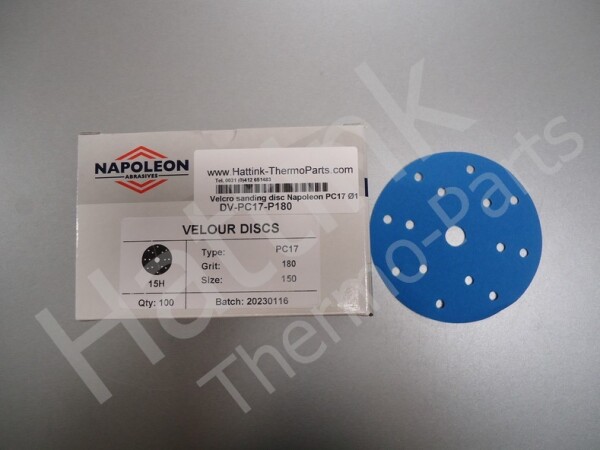 NAPOLEON
ABRASIVES
www.Hattink-ThermoParts.com
Velcro sanding disc Napoleon PC17 Ø1
DV-PC17-P180
VELOUR DISCS
Type: PC17
Grit: 180
15H
Size: 150
Qty: 100
Batch: 20230116
Hattink
Thermo-Parts